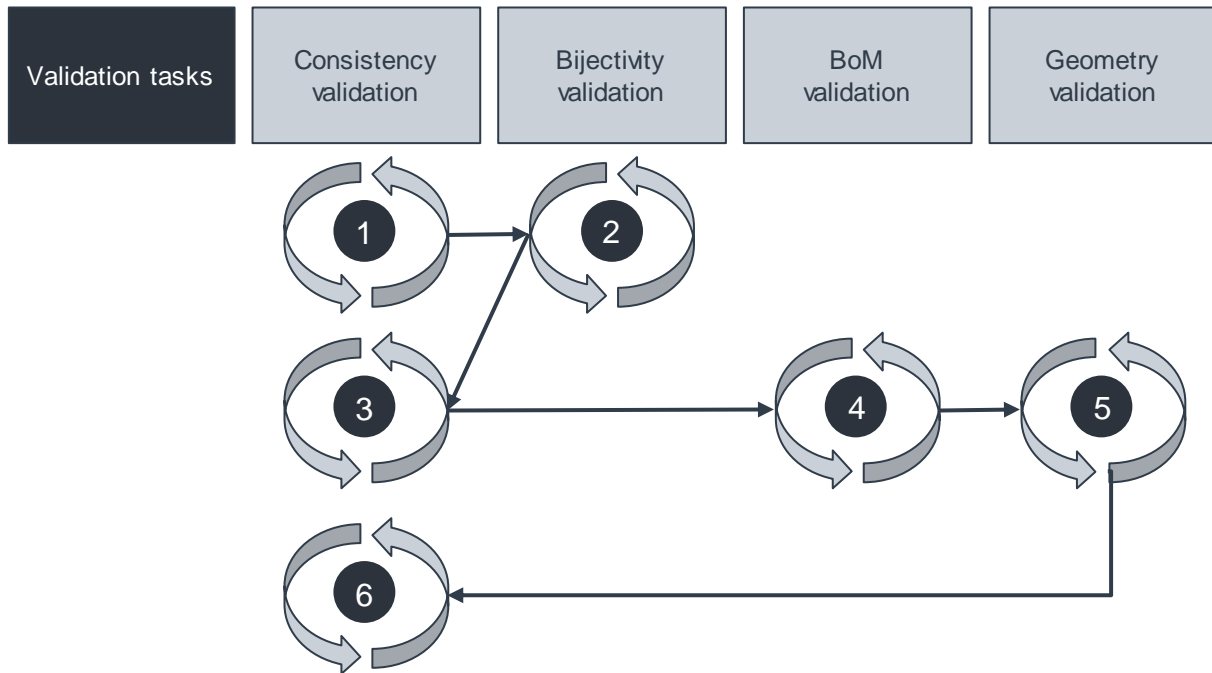 Validation tasks
Consistency
validation
Bijectivity
validation
BoM
validation
Geometry
validation
1
2
3
4
5
6